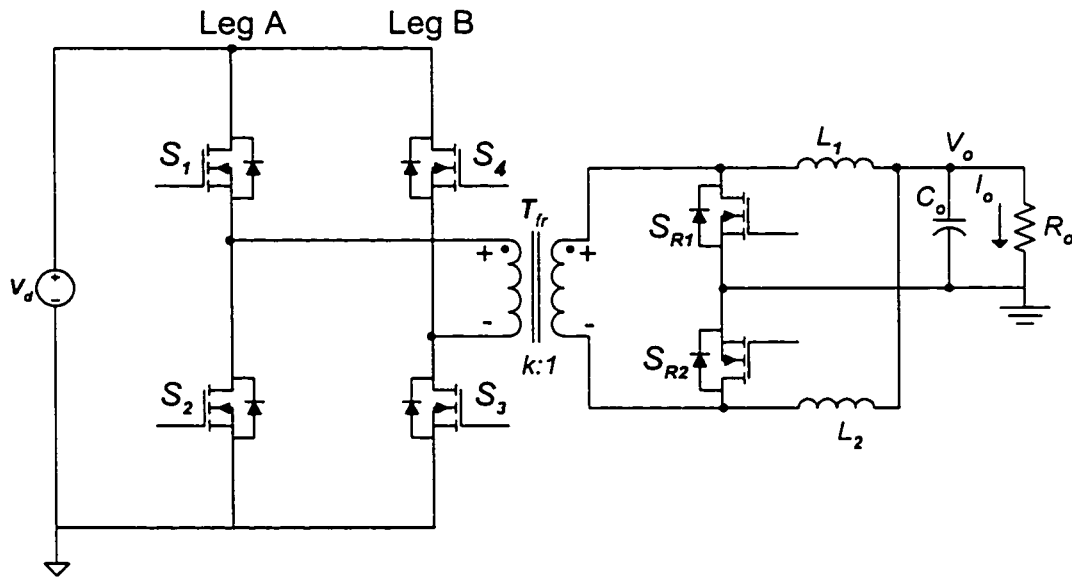 Leg A Leg B
S1 S4
L1 Vo
Io
Co
Tfr
SR1 Ro
+ +
Vd
+
-
- -
k:1
SR2
S2 S3
L2